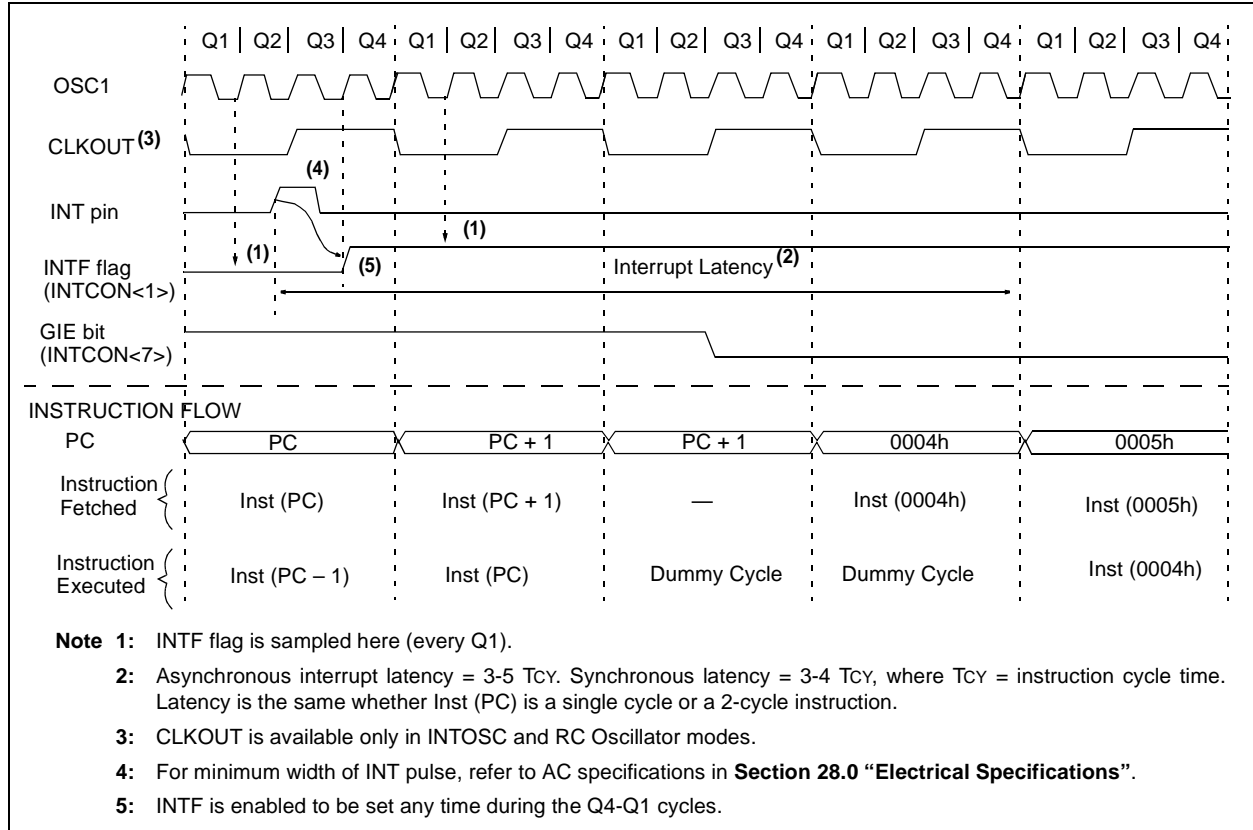 Q1 Q2 Q3 Q4 Q1 Q2 Q3 Q4 Q1 Q2 Q3 Q4 Q1 Q2 Q3 Q4 Q1 Q2 Q3 Q4
OSC1
CLKOUT (3)
(4)
INT pin
(1)
(1)
(5)
INTF flag
(INTCON<1>)
Interrupt Latency (2)
GIE bit
(INTCON<7>)
INSTRUCTION FLOW
PC PC PC + 1 PC + 1 0004h 0005h
Instruction
Fetched
Inst (PC) Inst (PC + 1) — Inst (0004h) Inst (0005h)
Instruction
Executed
Inst (PC – 1) Inst (PC) Dummy Cycle Dummy Cycle Inst (0004h)
Note 1: INTF flag is sampled here (every Q1).
2: Asynchronous interrupt latency = 3-5 TCY. Synchronous latency = 3-4 TCY, where TCY = instruction cycle time.
Latency is the same whether Inst (PC) is a single cycle or a 2-cycle instruction.
3: CLKOUT is available only in INTOSC and RC Oscillator modes.
4: For minimum width of INT pulse, refer to AC specifications in Section 28.0 “Electrical Specifications”.
5: INTF is enabled to be set any time during the Q4-Q1 cycles.